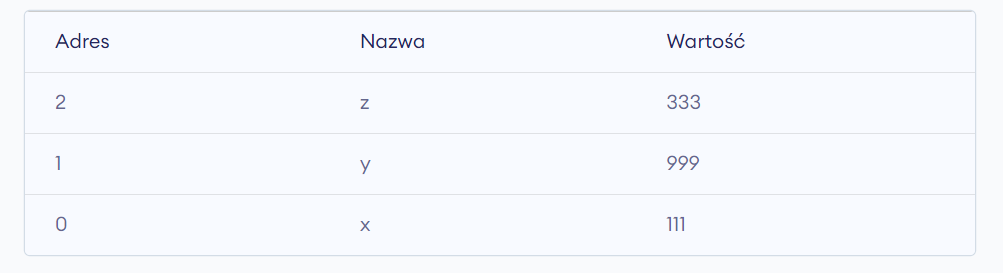 Adres Nazwa Wartość
2 z 333
1 y 999
0 x 111